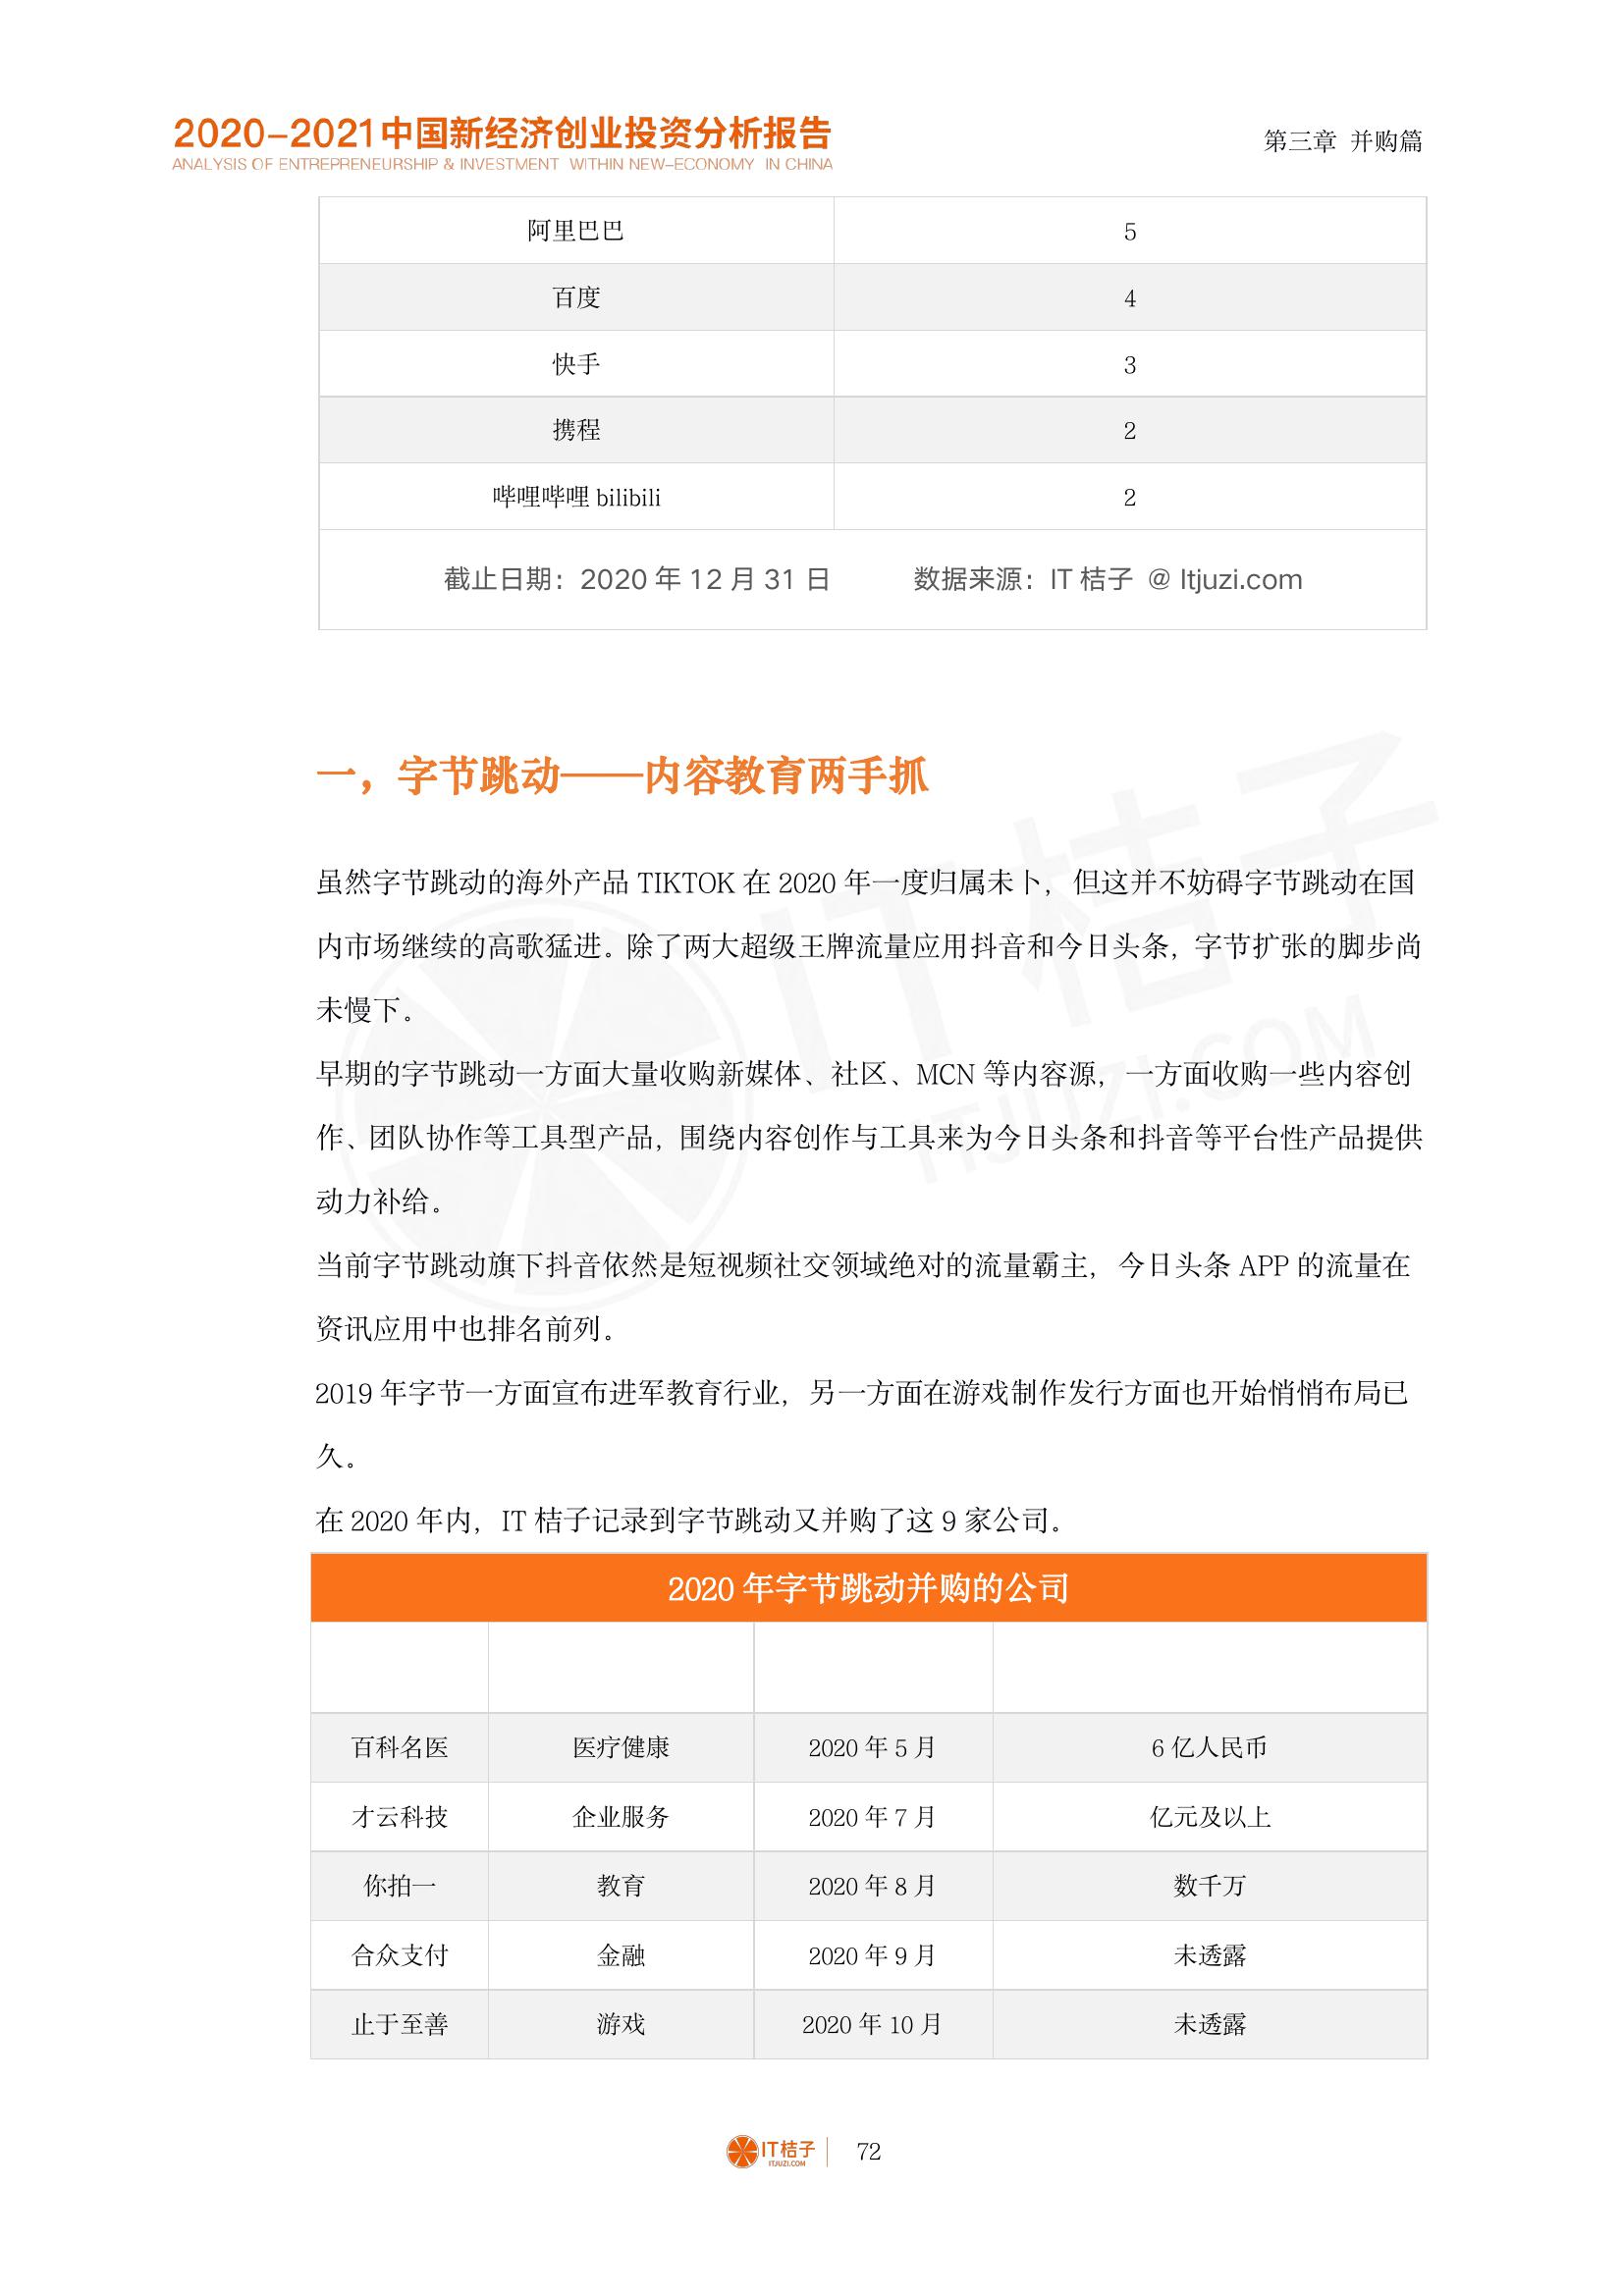 2020-2021中国新经济创业投资分析报告
ANALYSIS OF ENTREPRENEURSHIP & INVESTMENT WITHIN NEW-ECONOMY IN CHINA
第三章 并购篇
阿里巴巴 5
百度 4
快手 3
携程 2
哔哩哔哩 bilibili 2
截止日期：2020 年 12 月 31 日 数据来源：IT 桔子 @ Itjuzi.com
一，字节跳动——内容教育两手抓
虽然字节跳动的海外产品 TIKTOK 在 2020 年一度归属未卜，但这并不妨碍字节跳动在国
内市场继续的高歌猛进。除了两大超级王牌流量应用抖音和今日头条，字节扩张的脚步尚
未慢下。
早期的字节跳动一方面大量收购新媒体、社区、MCN 等内容源，一方面收购一些内容创
作、团队协作等工具型产品，围绕内容创作与工具来为今日头条和抖音等平台性产品提供
动力补给。
当前字节跳动旗下抖音依然是短视频社交领域绝对的流量霸主，今日头条 APP 的流量在
资讯应用中也排名前列。
2019 年字节一方面宣布进军教育行业，另一方面在游戏制作发行方面也开始悄悄布局已
久。
在 2020 年内，IT 桔子记录到字节跳动又并购了这 9 家公司。
2020 年字节跳动并购的公司
百科名医 医疗健康 2020 年 5 月 6 亿人民币
才云科技 企业服务 2020 年 7 月 亿元及以上
你拍一 教育 2020 年 8 月 数千万
合众支付 金融 2020 年 9 月 未透露
止于至善 游戏 2020 年 10 月 未透露
IT桔子
ITJUZI.COM
72
IT桔子
ITJUZI.COM